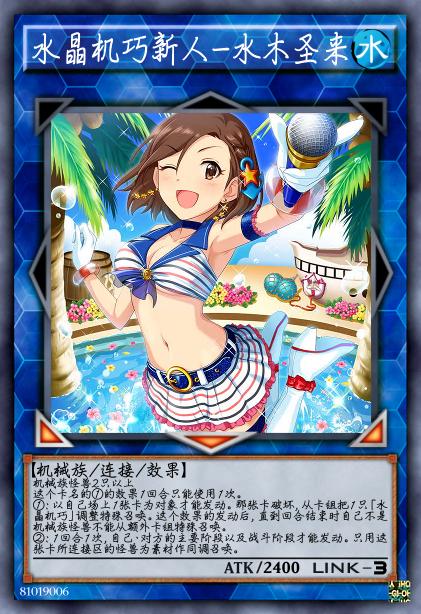 水晶机巧新人-水木圣来 水
【机械族/连接/效果】
机械族怪兽2只以上
这个卡名的①的效果1回合只能使用1次。
①:以自己场上1张卡为对象才能发动。那张卡破坏,从卡组把1只「水
晶机巧」调整特殊召唤。这个效果的发动后,直到回合结束时自己不是
机械族怪兽不能从额外卡组特殊召唤。
②:1回合1次,自己·对方的主要阶段以及战斗阶段才能发动。只用这
张卡所连接区的怪兽为素材作同调召唤。
ATK/2400 LINK-3
81019006